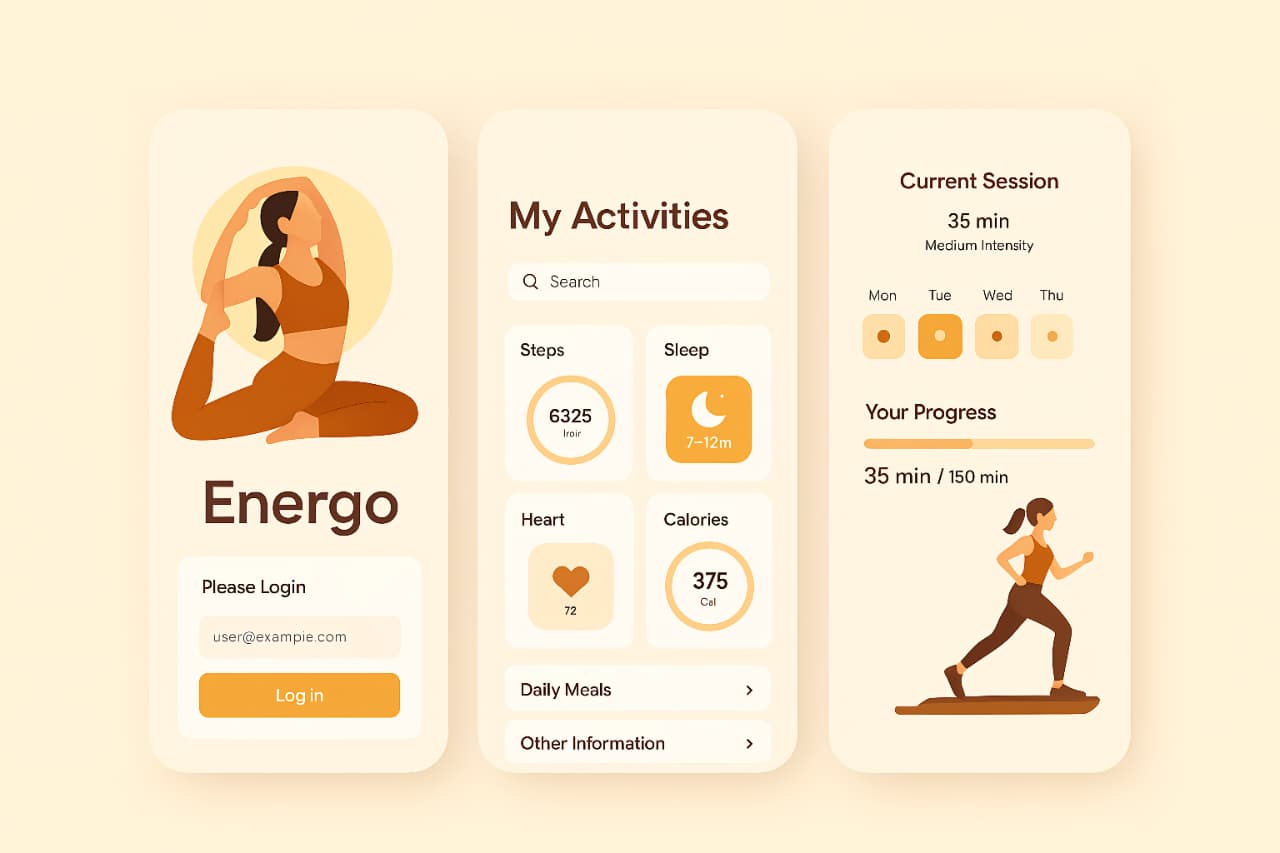 Energo
Please Login
user@exampie.com
Log in
My Activities
Search
Steps
6325
Iroir
Sleep
7–12m
Heart
72
Calories
375
Cal
Daily Meals
Other Information
Current Session
35 min
Medium Intensity
Mon Tue Wed Thu
Your Progress
35 min / 150 min